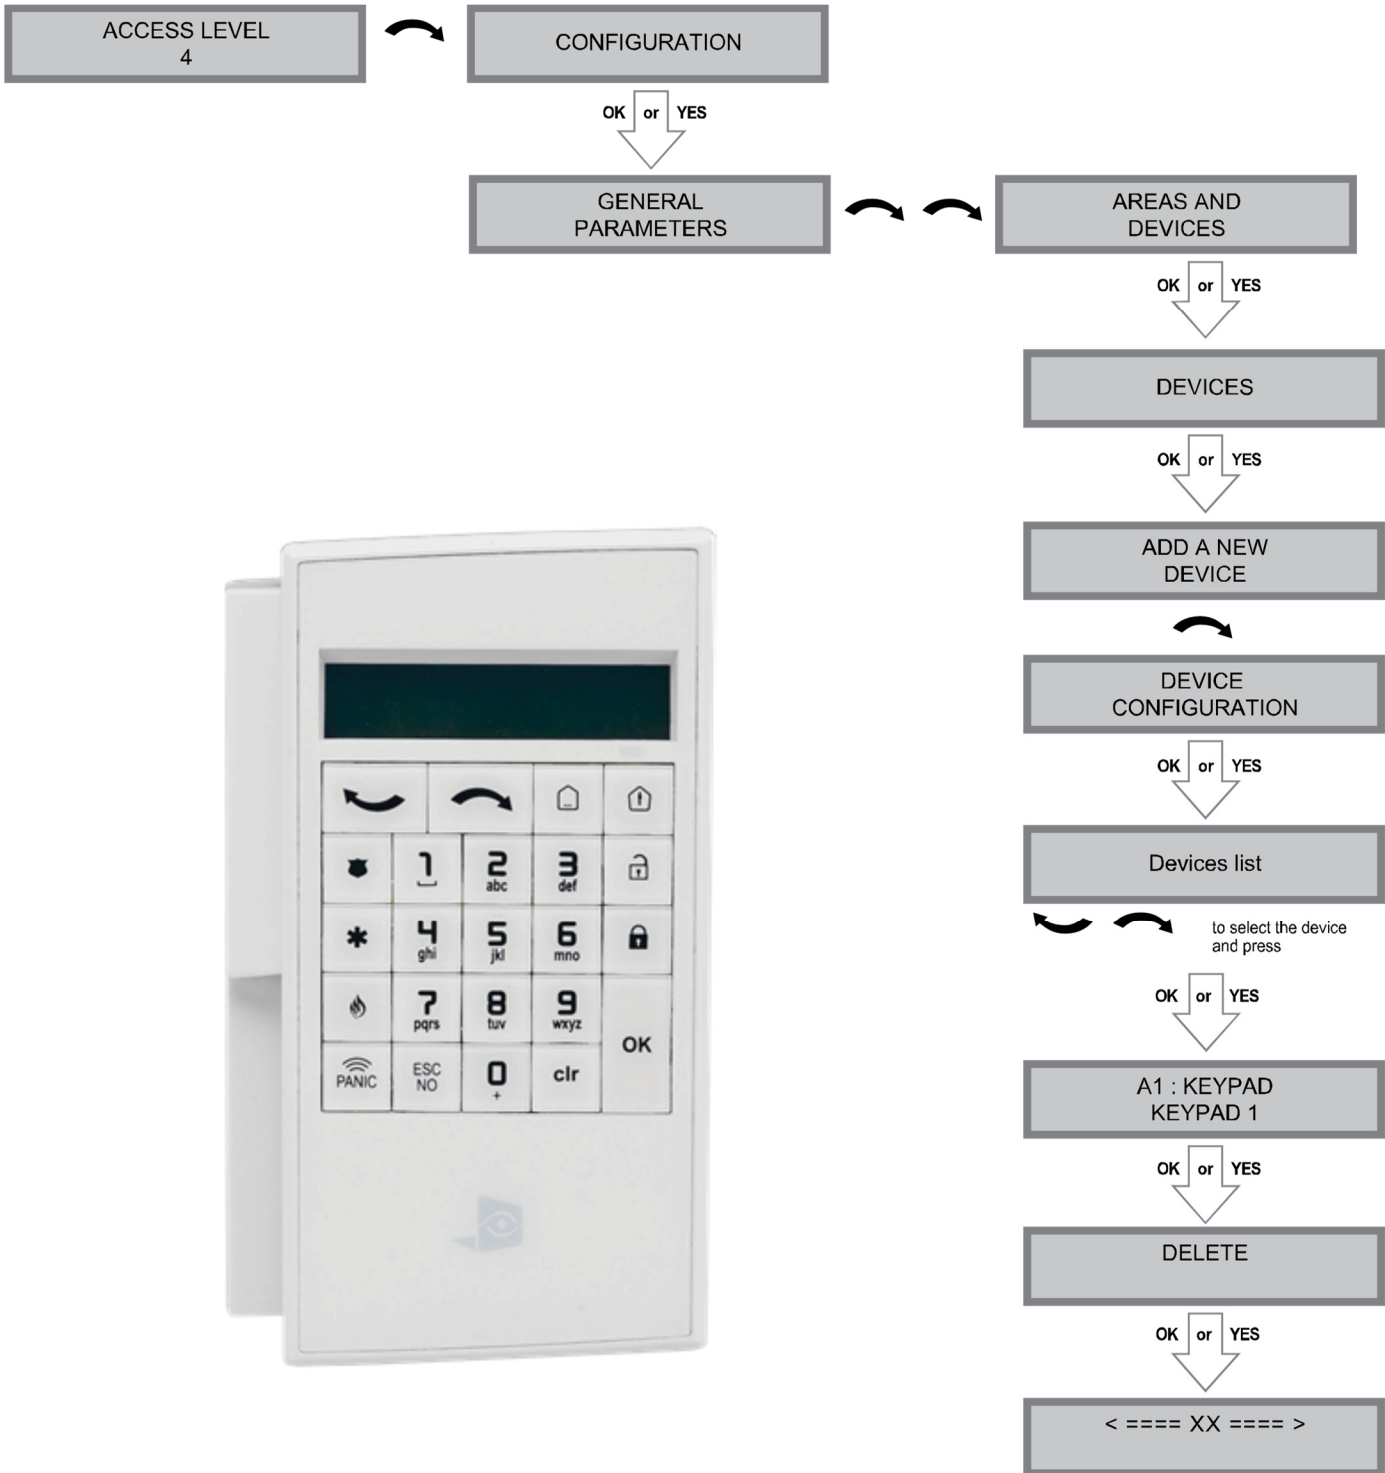 ACCESS LEVEL
4
CONFIGURATION
OK or YES
GENERAL
PARAMETERS
AREAS AND
DEVICES
OK or YES
DEVICES
OK or YES
ADD A NEW
DEVICE
DEVICE
CONFIGURATION
OK or YES
Devices list
to select the device
and press
OK or YES
A1 : KEYPAD
KEYPAD 1
OK or YES
DELETE
OK or YES
< ==== XX ==== >
1 2 3
abc def
4 5 6
ghi jkl mno
7 8 9
pqrs tuv wxyz
OK
PANIC ESC 0 clr
NO +